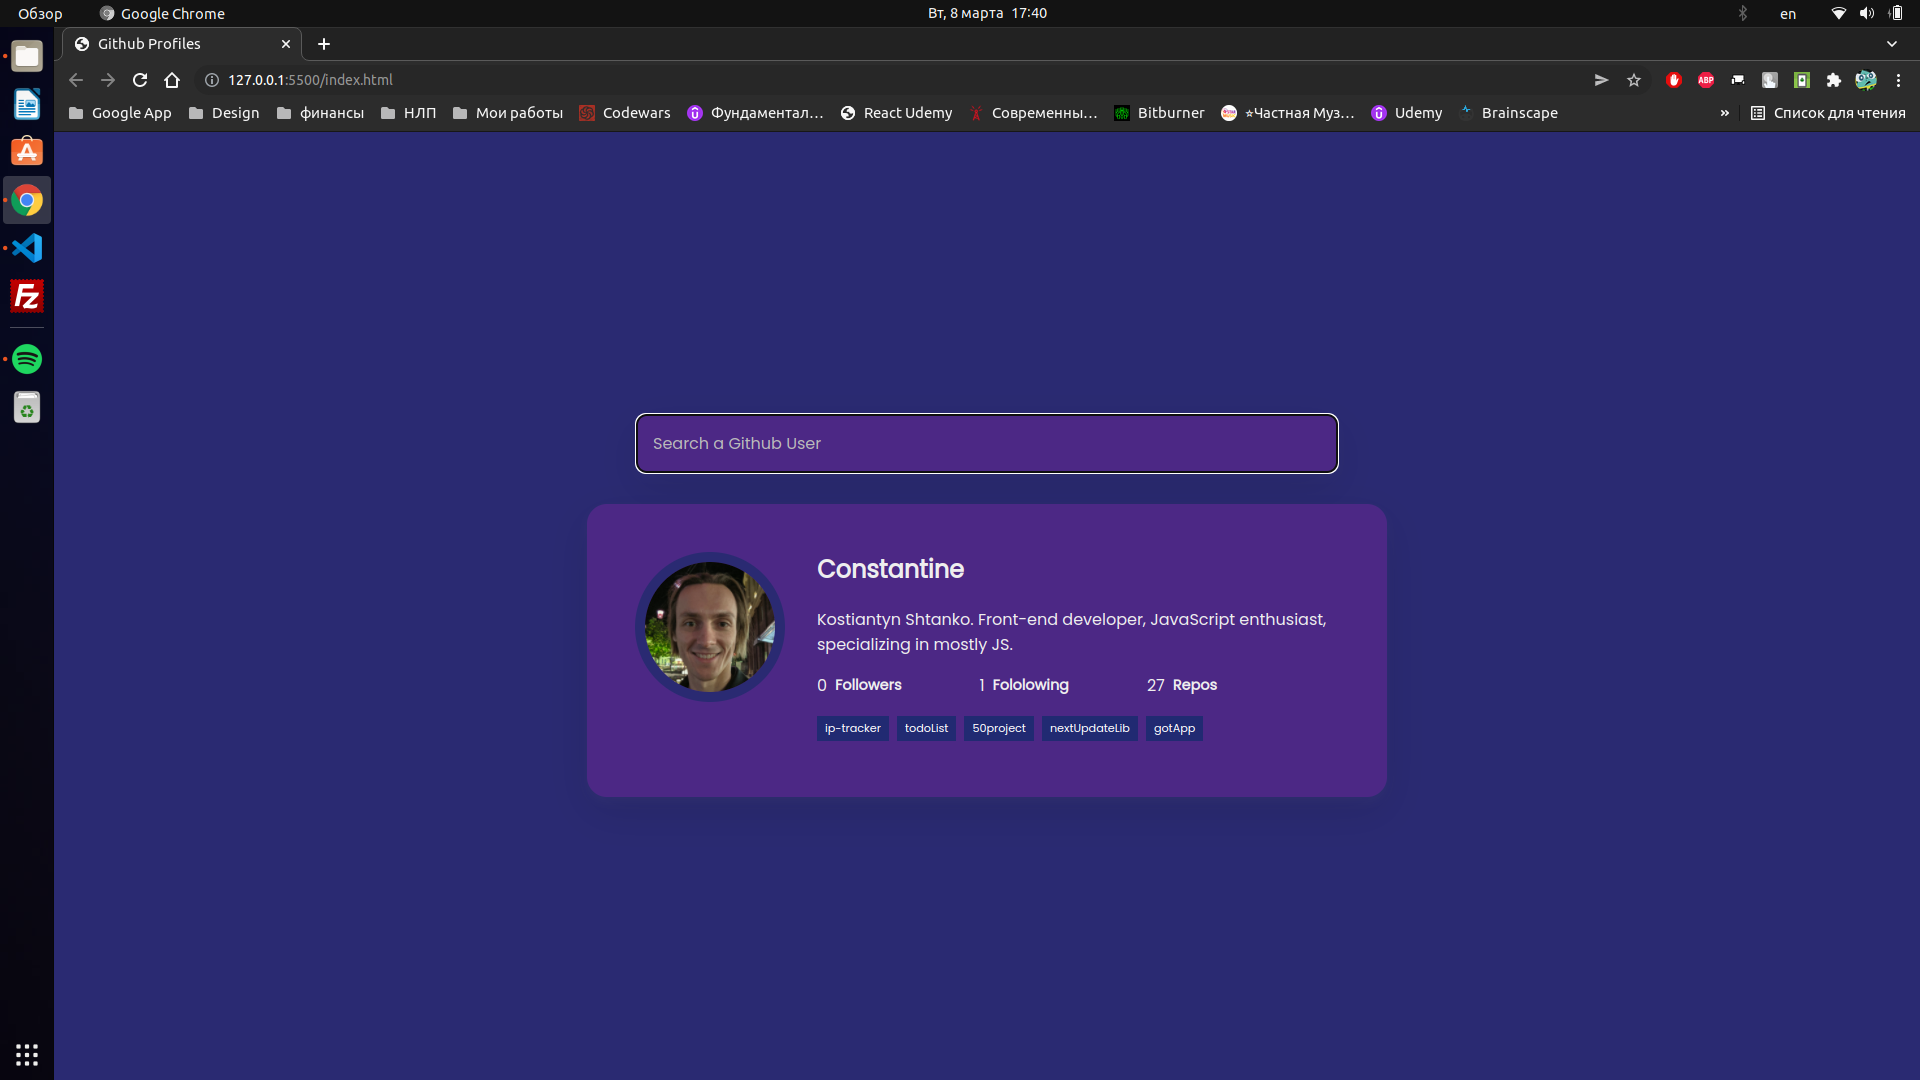 Обзор Google Chrome Вт, 8 марта 17:40 en
Github Profiles
127.0.0.1:5500/index.html ABP
Google App Design финансы НЛП Мои работы Codewars Фундаментал... React Udemy Современны... Bitburner ⭐Частная Муз... Udemy Brainscape » Список для чтения
Fz
Search a Github User
Constantine
Kostiantyn Shtanko. Front-end developer, JavaScript enthusiast,
specializing in mostly JS.
0 Followers 1 Fololowing 27 Repos
ip-tracker todoList 50project nextUpdateLib gotApp